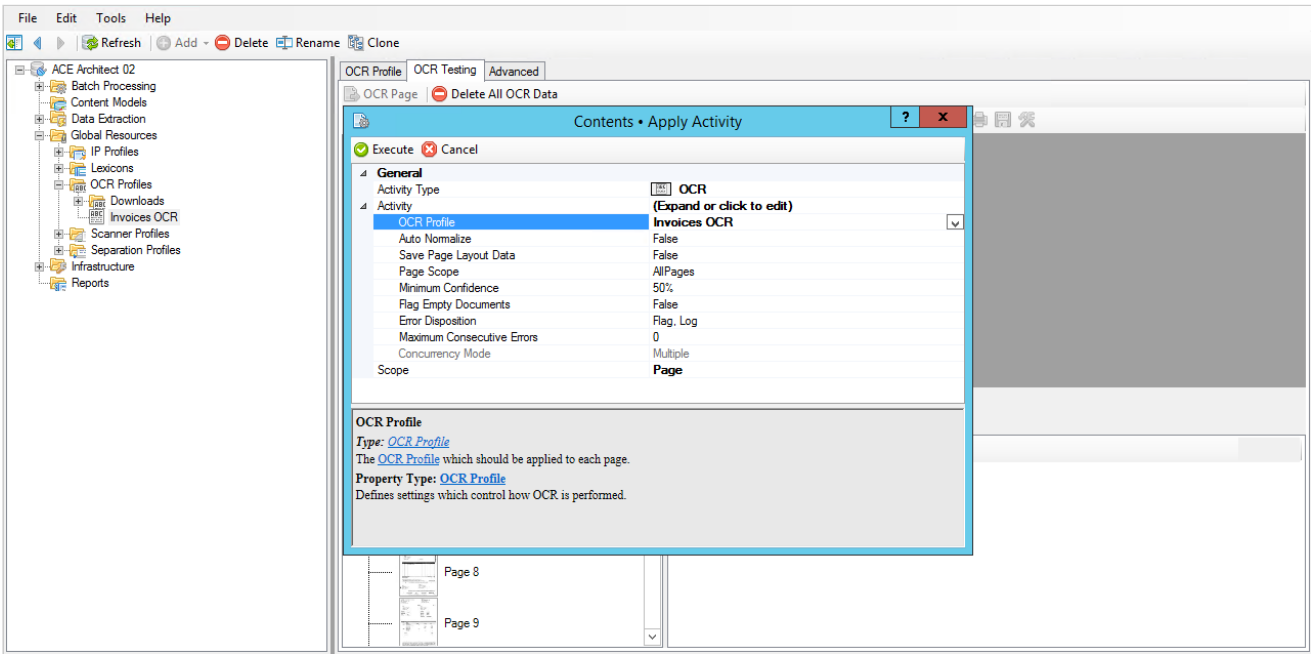 File Edit Tools Help
Refresh Add Delete Rename Clone
ACE Architect 02
Batch Processing
Content Models
Data Extraction
Global Resources
IP Profiles
Lexicons
OCR Profiles
Downloads
Invoices OCR
Scanner Profiles
Separation Profiles
Infrastructure
Reports
OCR Profile OCR Testing Advanced
OCR Page Delete All OCR Data
Contents • Apply Activity ? x
Execute Cancel
General
Activity Type OCR
Activity (Expand or click to edit)
OCR Profile Invoices OCR
Auto Normalize False
Save Page Layout Data False
Page Scope AllPages
Minimum Confidence 50%
Flag Empty Documents False
Error Disposition Flag, Log
Maximum Consecutive Errors 0
Concurrency Mode Multiple
Scope Page
OCR Profile
Type: OCR Profile
The OCR Profile which should be applied to each page.
Property Type: OCR Profile
Defines settings which control how OCR is performed.
Page 8
Page 9